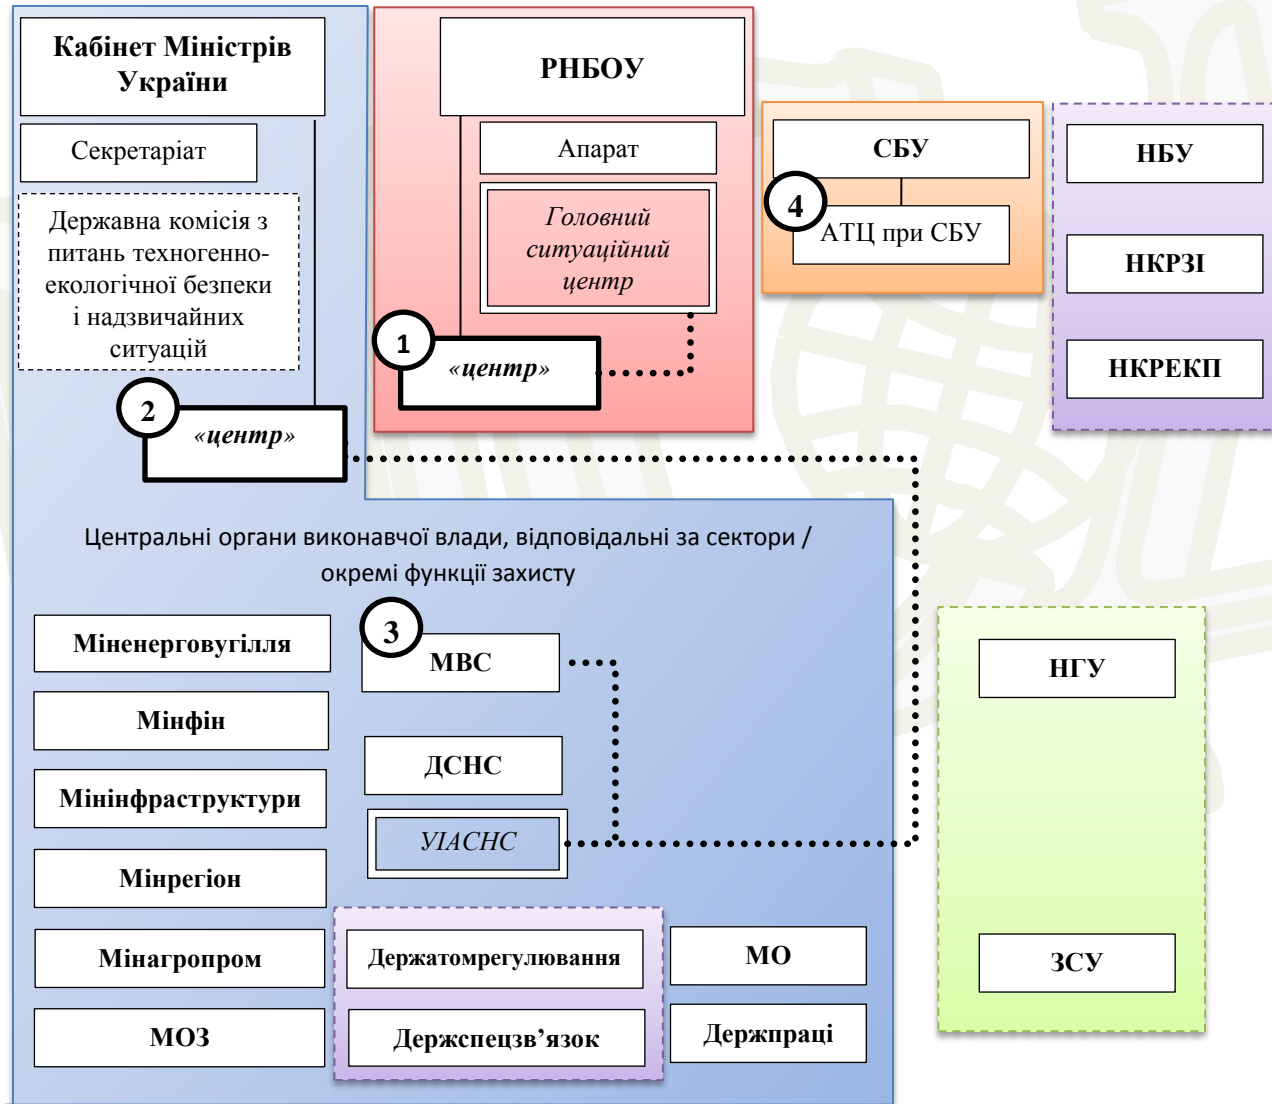 Кабінет Міністрів
України
Секретаріат
Державна комісія з
питань техногенно-
екологічної безпеки
і надзвичайних
ситуацій
2
«центр»
РНБОУ
Апарат
Головний
ситуаційний
центр
1
«центр»
СБУ
4
АТЦ при СБУ
НБУ
НКРЗІ
НКРЕКП
Центральні органи виконавчої влади, відповідальні за сектори /
окремі функції захисту
Міненерговугілля
Мінфін
Мінінфраструктури
Мінрегіон
Мінагропром
МОЗ
3
МВС
ДСНС
УІАСНС
Держатомрегулювання
Держспецзв’язок
МО
Держпраці
НГУ
ЗСУ